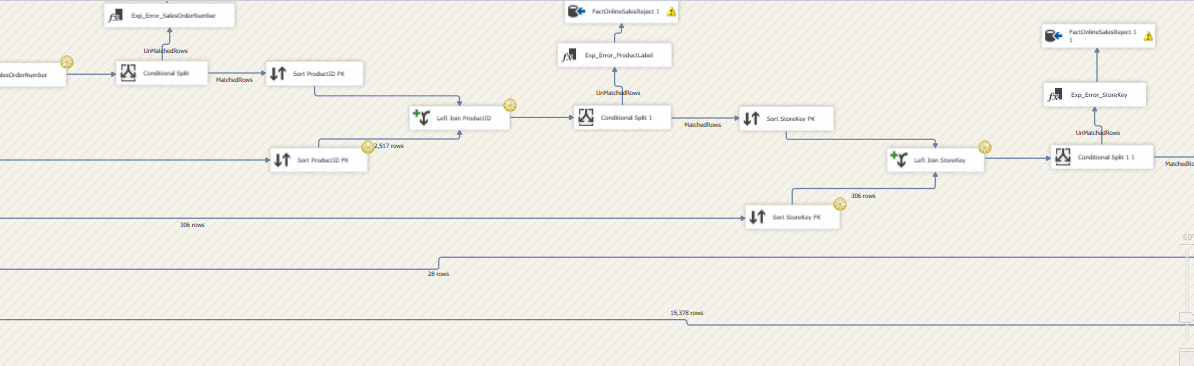 Exp_Error_SalesOrderNumber
FactOnlineSalesReject 1
FactOnlineSalesReject 1
1
UnMatchedRows
Exp_Error_ProductLabel
alesOrderNumber
Conditional Split
MatchedRows
Sort ProductID PK
UnMatchedRows
Exp_Error_StoreKey
Left Join ProductID
Conditional Split 1
MatchedRows
Sort StoreKey PK
UnMatchedRows
2,517 rows
Sort ProductID PK
Left Join StoreKey
Conditional Split 1 1
MatchedRo
306 rows
306 rows
Sort StoreKey PK
60%
28 rows
15,378 rows